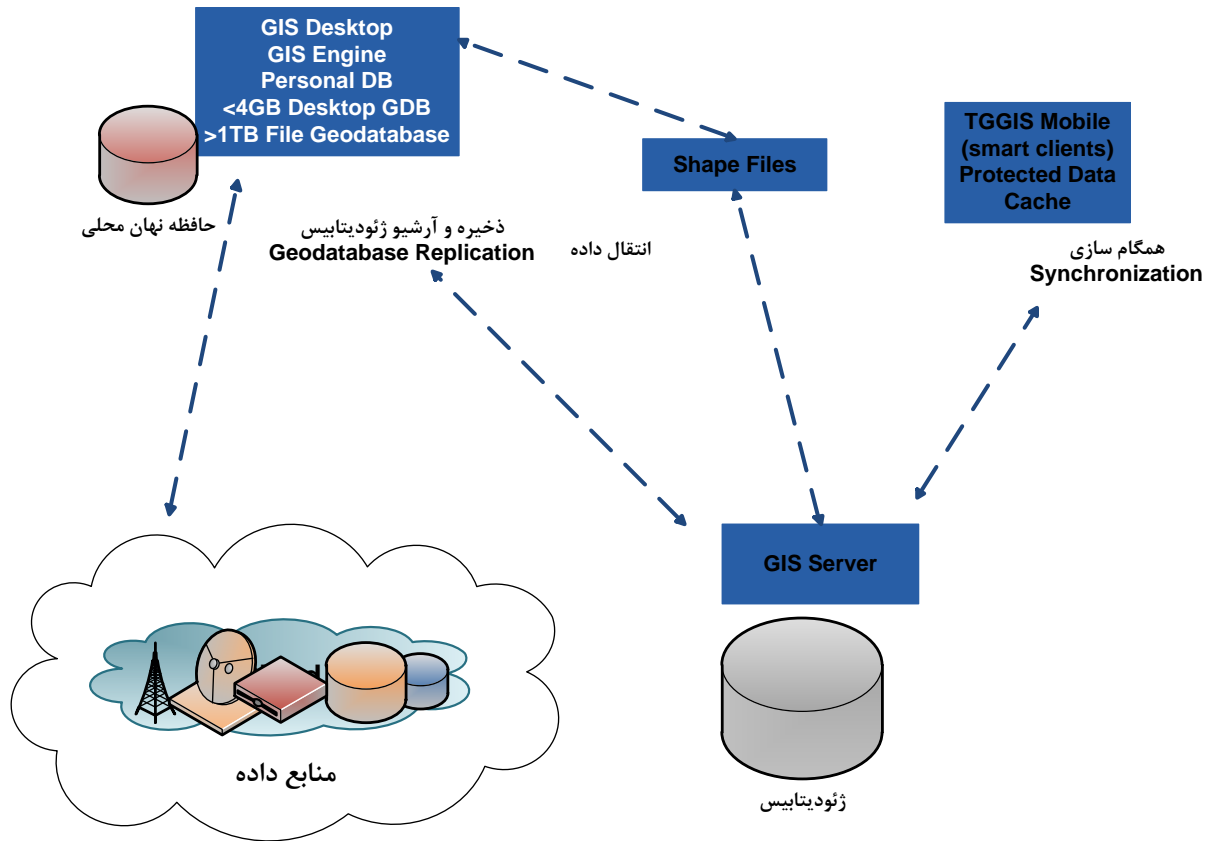 GIS Desktop
GIS Engine
Personal DB
<4GB Desktop GDB
>1TB File Geodatabase
حافظه نهان محلی
Shape Files
TGGIS Mobile
(smart clients)
Protected Data
Cache
ذخیره و آرشیو ژئودیتابیس
Geodatabase Replication
انتقال داده
همگام سازی
Synchronization
GIS Server
ژئودیتابیس
منابع داده